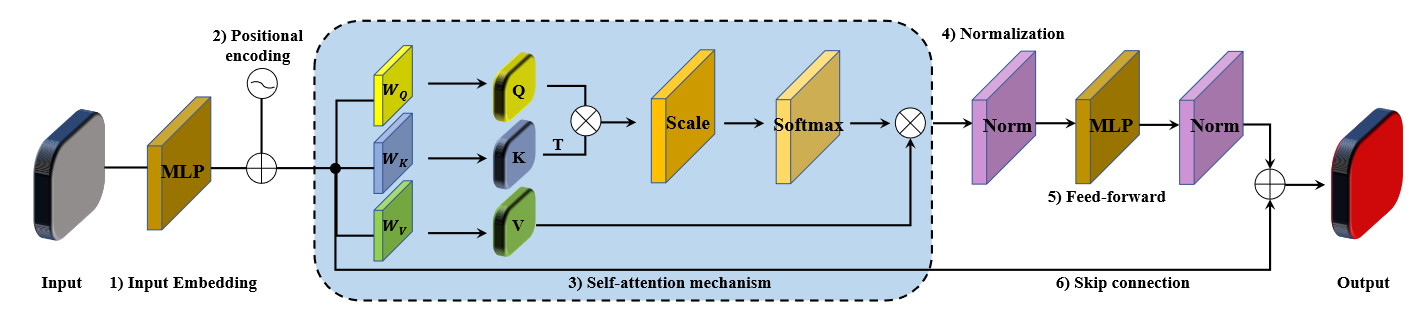 2) Positional
encoding
4) Normalization
W_Q
Q
Scale
Softmax
Norm
MLP
Norm
MLP
W_K
K
T
5) Feed-forward
W_V
V
Input
1) Input Embedding
3) Self-attention mechanism
6) Skip connection
Output